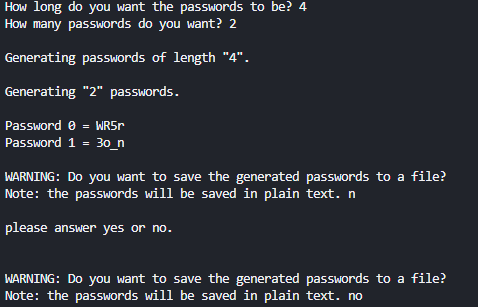 How long do you want the passwords to be? 4
How many passwords do you want? 2
Generating passwords of length "4".
Generating "2" passwords.
Password 0 = WR5r
Password 1 = 3o_n
WARNING: Do you want to save the generated passwords to a file?
Note: the passwords will be saved in plain text. n
please answer yes or no.
WARNING: Do you want to save the generated passwords to a file?
Note: the passwords will be saved in plain text. no